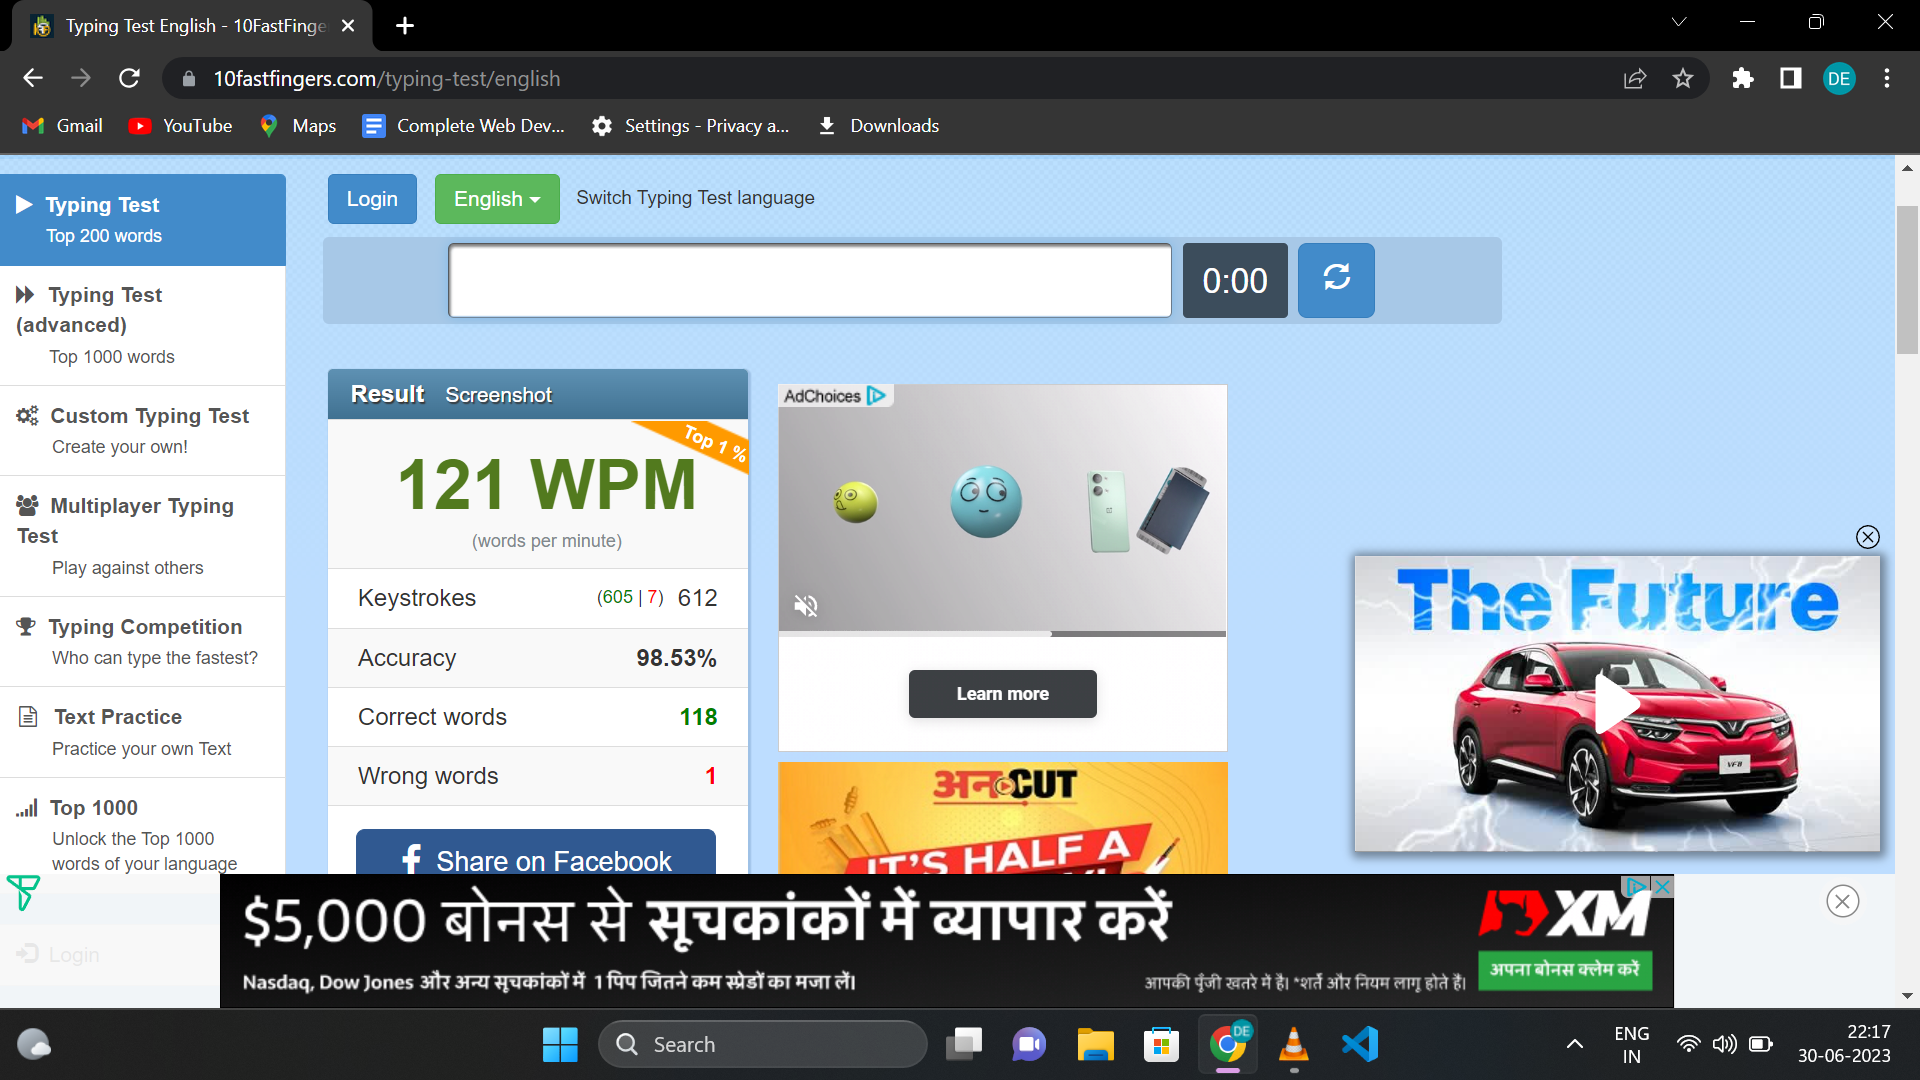 Typing Test English - 10FastFinge
10fastfingers.com/typing-test/english
DE
Gmail
YouTube
Maps
Complete Web Dev...
Settings - Privacy a...
Downloads
Typing Test
Top 200 words
Typing Test
(advanced)
Top 1000 words
Custom Typing Test
Create your own!
Multiplayer Typing
Test
Play against others
Typing Competition
Who can type the fastest?
Text Practice
Practice your own Text
Top 1000
Unlock the Top 1000
words of your language
Login
Login
English
Switch Typing Test language
0:00
Result
Screenshot
Top 1 %
121 WPM
(words per minute)
Keystrokes (605 | 7) 612
Accuracy 98.53%
Correct words 118
Wrong words 1
Share on Facebook
AdChoices
Learn more
अनCUT
IT'S HALF A
The Future
VF8
$5,000 बोनस से सूचकांकों में व्यापार करें
Nasdaq, Dow Jones और अन्य सूचकांकों में 1 पिप जितने कम स्प्रेडों का मजा लें।
आपकी पूँजी खतरे में है। *शर्तें और नियम लागू होते हैं।
XM
अपना बोनस क्लेम करें
Search
DE
ENG
IN
22:17
30-06-2023